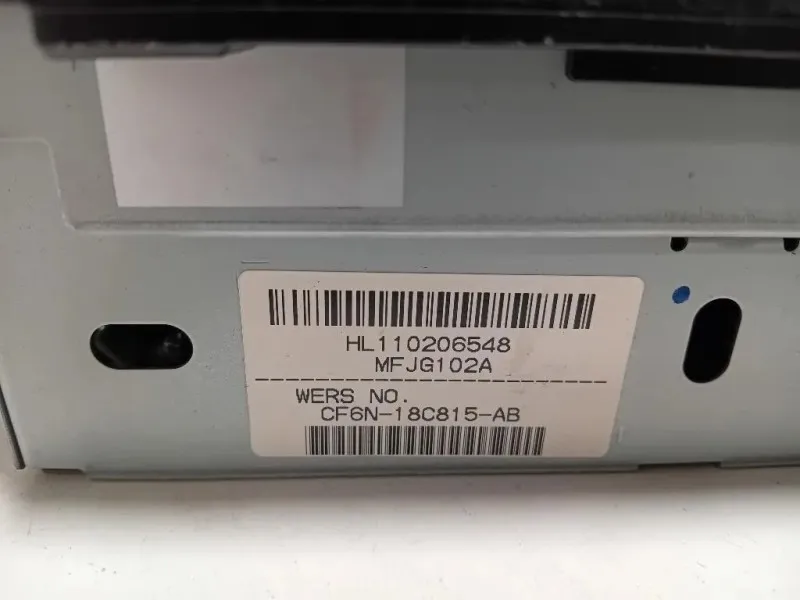 HL110206548
MFJG102A
WERS NO.
CF6N-18C815-AB